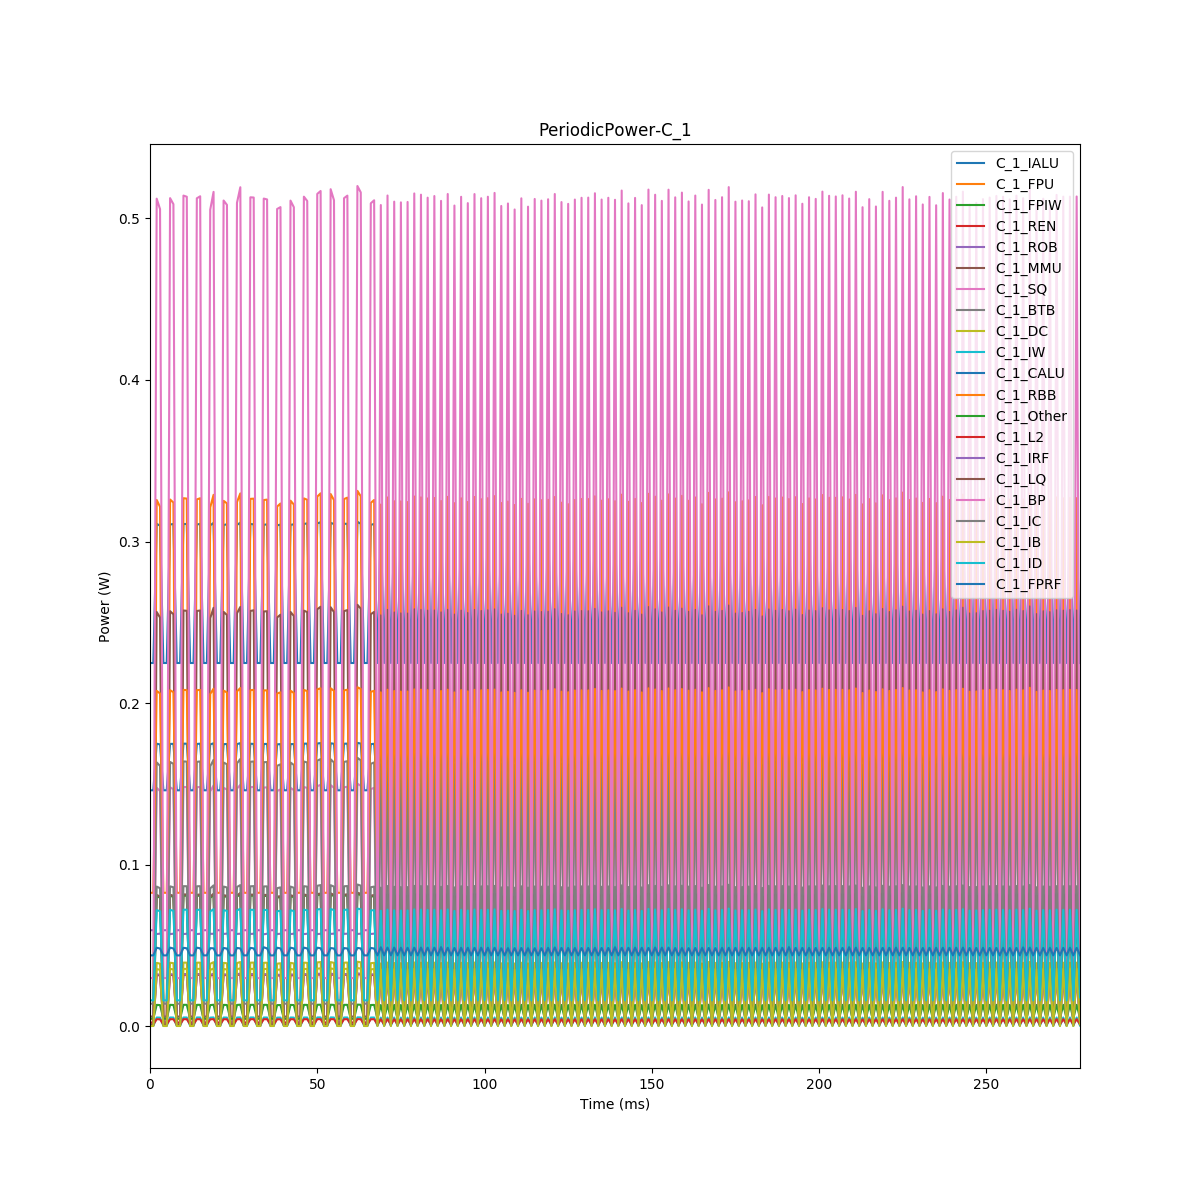 PeriodicPower-C_1
C_1_IALU
C_1_FPU
C_1_FPIW
C_1_REN
C_1_ROB
C_1_MMU
C_1_SQ
C_1_BTB
C_1_DC
C_1_IW
C_1_CALU
C_1_RBB
C_1_Other
C_1_L2
C_1_IRF
C_1_LQ
C_1_BP
C_1_IC
C_1_IB
C_1_ID
C_1_FPRF
0.5
0.4
0.3
0.2
0.1
0.0
Power (W)
0 50 100 150 200 250
Time (ms)